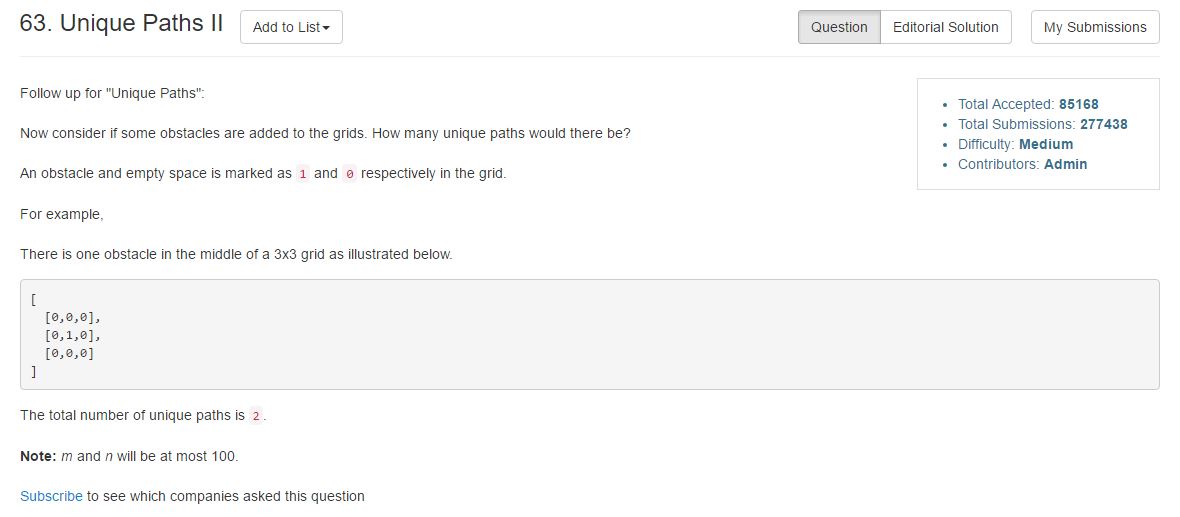 63. Unique Paths II
Add to List
Question
Editorial Solution
My Submissions
Follow up for "Unique Paths":
Now consider if some obstacles are added to the grids. How many unique paths would there be?
An obstacle and empty space is marked as 1 and 0 respectively in the grid.
For example,
There is one obstacle in the middle of a 3x3 grid as illustrated below.
[
[0,0,0],
[0,1,0],
[0,0,0]
]
The total number of unique paths is 2.
Note: m and n will be at most 100.
Subscribe to see which companies asked this question
Total Accepted: 85168
Total Submissions: 277438
Difficulty: Medium
Contributors: Admin